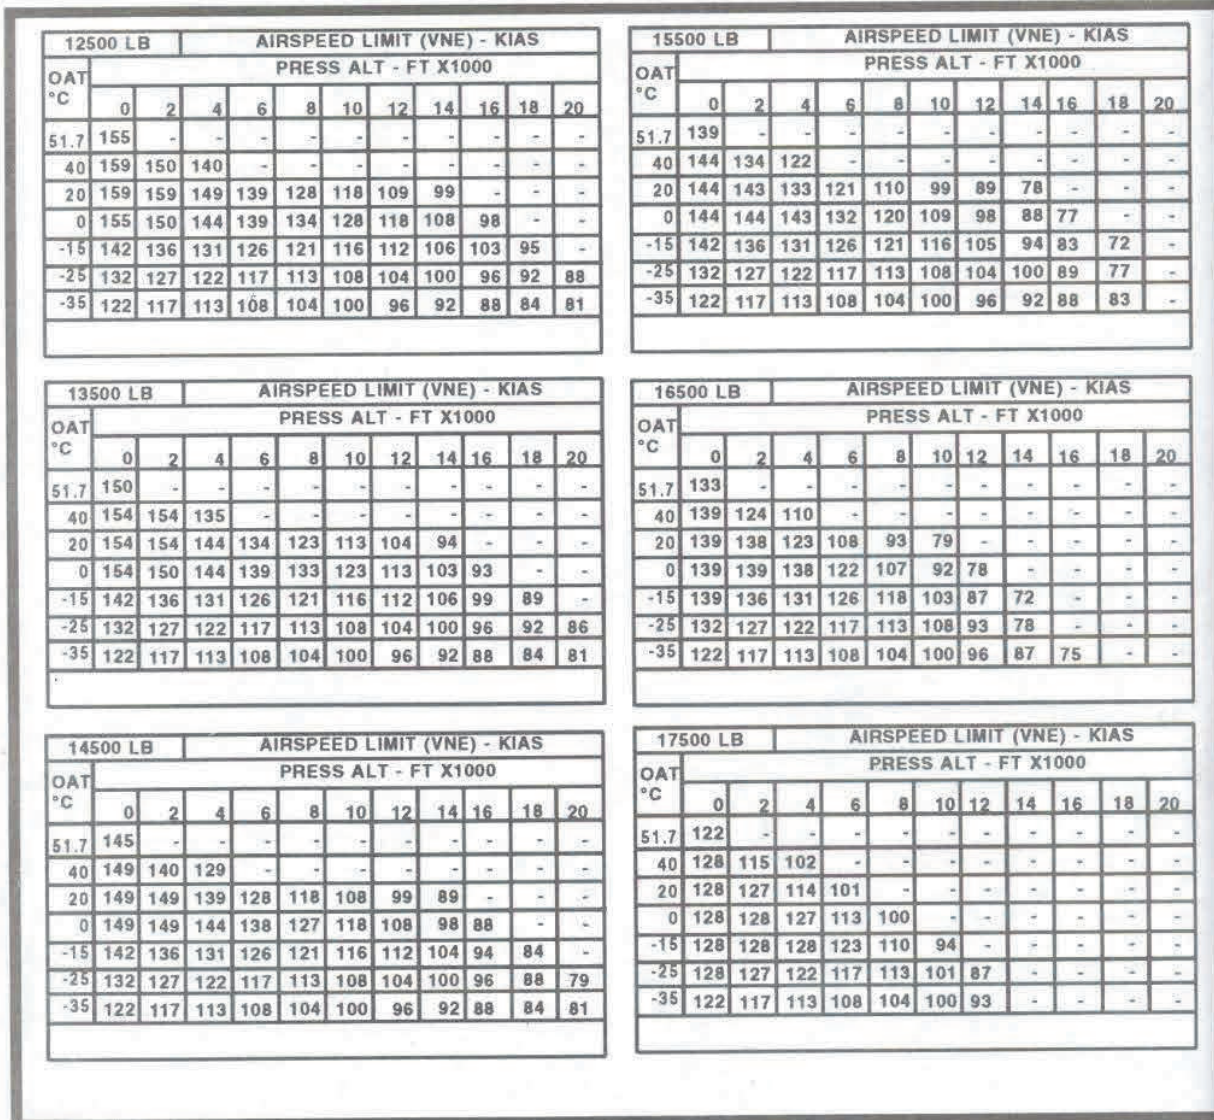 12500 LB AIRSPEED LIMIT (VNE) - KIAS
OAT °C PRESS ALT - FT X1000
0 2 4 6 8 10 12 14 16 18 20
51.7 155 - - - - - - - - - -
40 159 150 140 - - - - - - - -
20 159 159 149 139 128 118 109 99 - - -
0 155 150 144 139 134 128 118 108 98 - -
-15 142 136 131 126 121 116 112 106 103 95 -
-25 132 127 122 117 113 108 104 100 96 92 88
-35 122 117 113 108 104 100 96 92 88 84 81
13500 LB AIRSPEED LIMIT (VNE) - KIAS
OAT °C PRESS ALT - FT X1000
0 2 4 6 8 10 12 14 16 18 20
51.7 150 - - - - - - - - - -
40 154 154 135 - - - - - - - -
20 154 154 144 134 123 113 104 94 - - -
0 154 150 144 139 133 123 113 103 93 - -
-15 142 136 131 126 121 116 112 106 99 89 -
-25 132 127 122 117 113 108 104 100 96 92 86
-35 122 117 113 108 104 100 96 92 88 84 81
14500 LB AIRSPEED LIMIT (VNE) - KIAS
OAT °C PRESS ALT - FT X1000
0 2 4 6 8 10 12 14 16 18 20
51.7 145 - - - - - - - - - -
40 149 140 129 - - - - - - - -
20 149 149 139 128 118 108 99 89 - - -
0 149 149 144 138 127 118 108 98 88 - -
-15 142 136 131 126 121 116 112 104 94 84 -
-25 132 127 122 117 113 108 104 100 96 88 79
-35 122 117 113 108 104 100 96 92 88 84 81
15500 LB AIRSPEED LIMIT (VNE) - KIAS
OAT °C PRESS ALT - FT X1000
0 2 4 6 8 10 12 14 16 18 20
51.7 139 - - - - - - - - - -
40 144 134 122 - - - - - - - -
20 144 143 133 121 110 99 89 78 - - -
0 144 144 143 132 120 109 98 88 77 - -
-15 142 136 131 126 121 116 105 94 83 72 -
-25 132 127 122 117 113 108 104 100 89 77 -
-35 122 117 113 108 104 100 96 92 88 83 -
16500 LB AIRSPEED LIMIT (VNE) - KIAS
OAT °C PRESS ALT - FT X1000
0 2 4 6 8 10 12 14 16 18 20
51.7 133 - - - - - - - - - -
40 139 124 110 - - - - - - - -
20 139 138 123 108 93 79 - - - - -
0 139 139 138 122 107 92 78 - - - -
-15 139 136 131 126 118 103 87 72 - - -
-25 132 127 122 117 113 108 93 78 - - -
-35 122 117 113 108 104 100 96 87 75 - -
17500 LB AIRSPEED LIMIT (VNE) - KIAS
OAT °C PRESS ALT - FT X1000
0 2 4 6 8 10 12 14 16 18 20
51.7 122 - - - - - - - - - -
40 128 115 102 - - - - - - - -
20 128 127 114 101 - - - - - - -
0 128 128 127 113 100 - - - - - -
-15 128 128 128 123 110 94 - - - - -
-25 128 127 122 117 113 101 87 - - - -
-35 122 117 113 108 104 100 93 - - - -